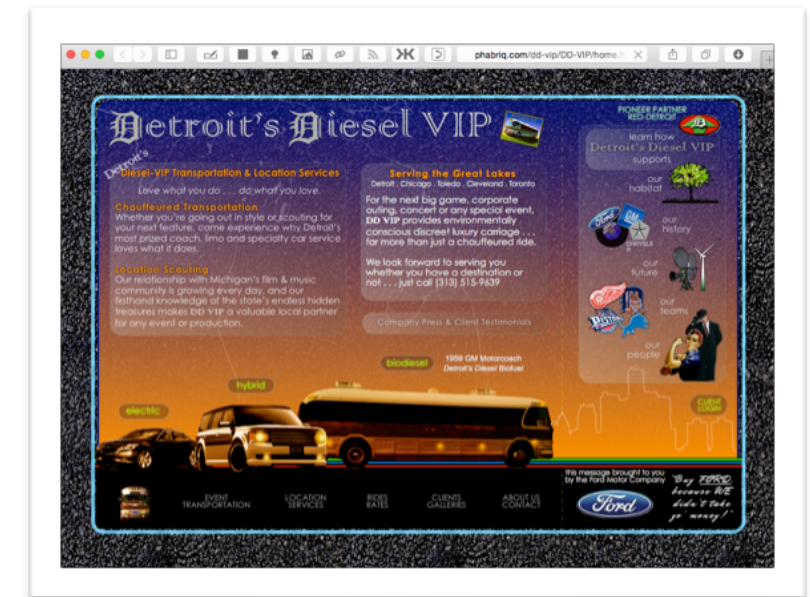 phabriq.com/dd-vip/DD-VIP/home.h
Detroit's Diesel VIP
PIONEER PARTNER
RED-DETROIT
learn how
Detroit's Diesel VIP
supports
our
habitat
Ford
GM
our
history
our
future
our
teams
PISTONS
our
people
Detroit's
Diesel-VIP Transportation & Location Services
Love what you do . . . do what you love.
Chauffeured Transportation
Whether you're going out in style or scouting for
your next feature, come experience why Detroit's
most prized coach, limo and specialty car service
loves what it does.
Location Scouting
Our relationship with Michigan's film & music
community is growing every day, and our
firsthand knowledge of the state's endless hidden
treasures makes DD VIP a valuable local partner
for any event or production.
Serving the Great Lakes
Detroit . Chicago . Toledo . Cleveland . Toronto
For the next big game, corporate
outing, concert or any special event,
DD VIP provides environmentally
conscious discreet luxury carriage . . .
far more than just a chauffeured ride.
We look forward to serving you
whether you have a destination or
not . . . just call (313) 515-9639
Company Press & Client Testimonials
electric
hybrid
biodiesel
1959 GM Motorcoach
Detroit's Diesel Biofuel
CLIENT
LOGIN
EVENT
TRANSPORTATION
LOCATION
SERVICES
RIDES
RATES
CLIENTS
GALLERIES
ABOUT US
CONTACT
this message brought to you
by the Ford Motor Company
Ford
"Buy FORD,
because WE
didn't take
yo' money!"